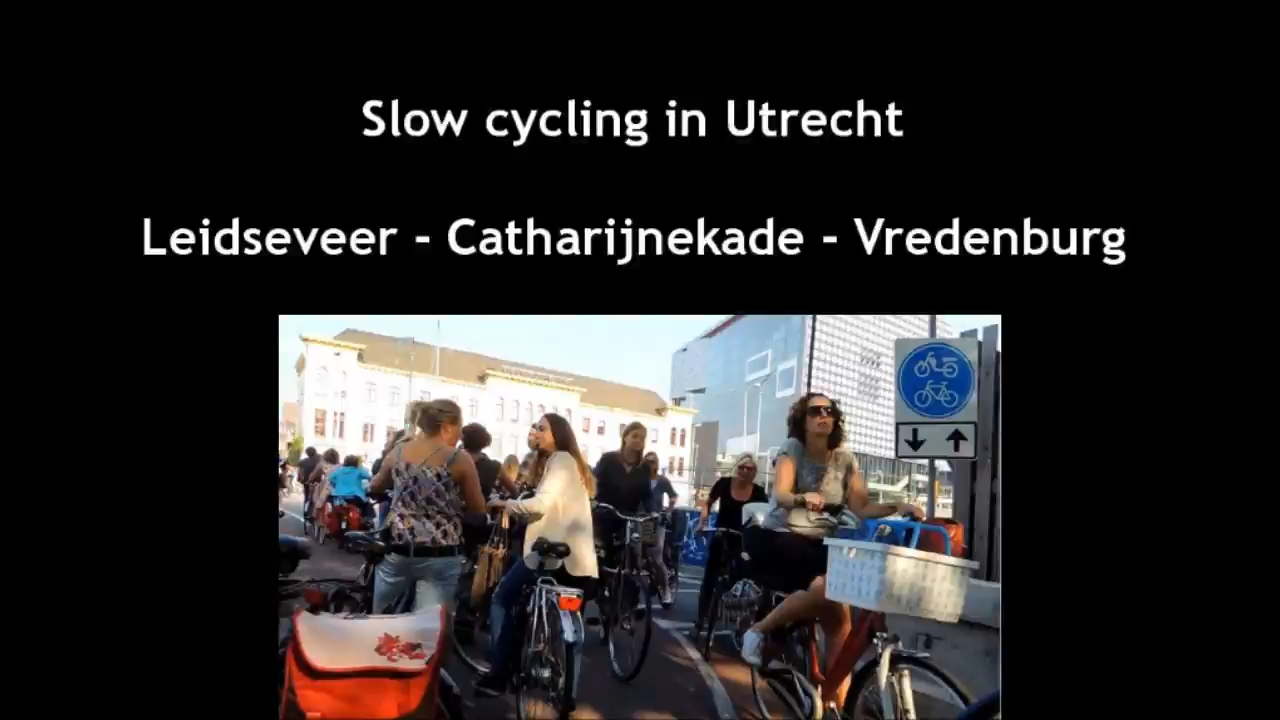 Slow cycling in Utrecht
Leidseveer - Catharijnekade - Vredenburg